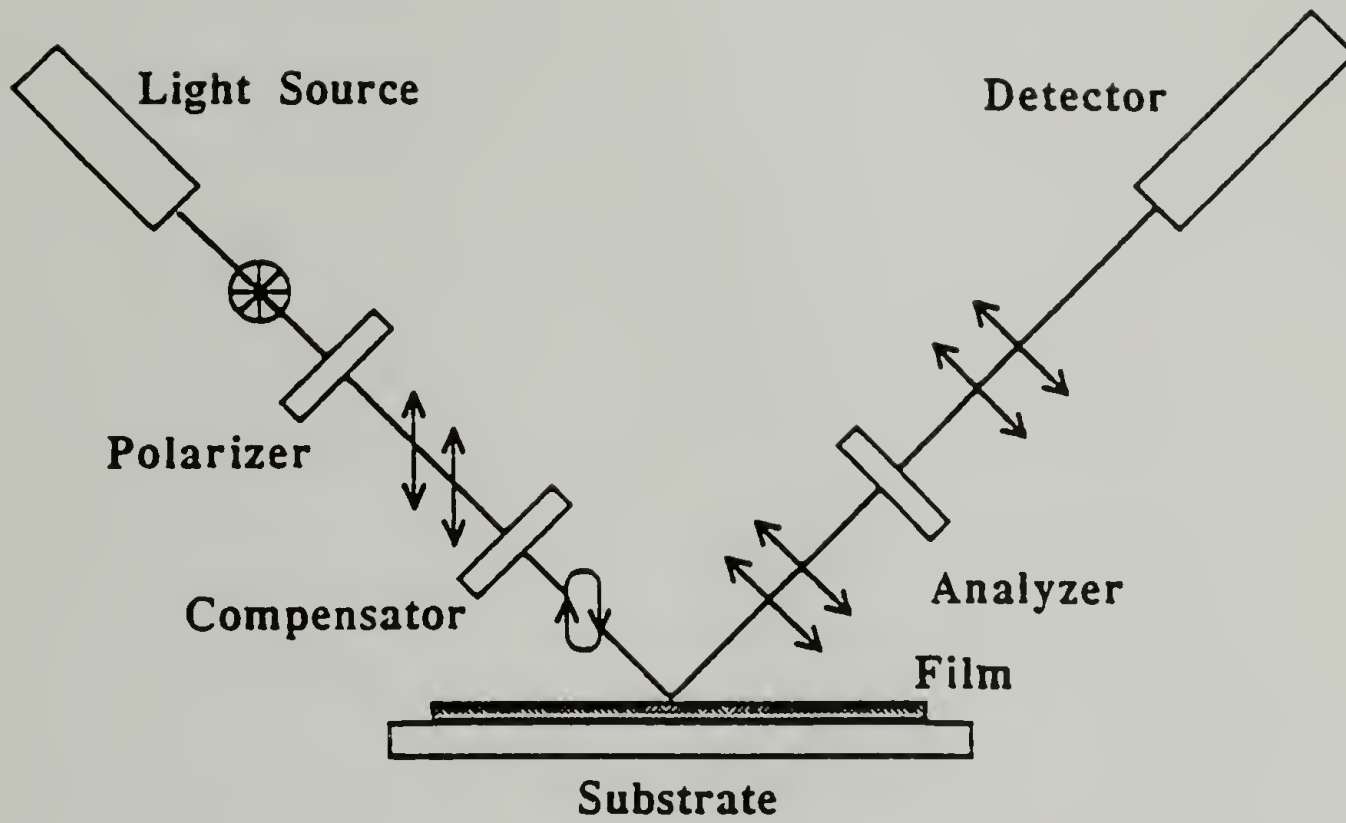 Light Source
Detector
Polarizer
Compensator
Analyzer
Film
Substrate